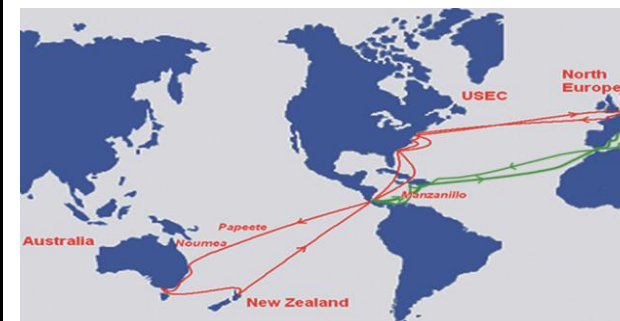 North
Europe
USEC
Manzanillo
Papeete
Noumea
Australia
New Zealand